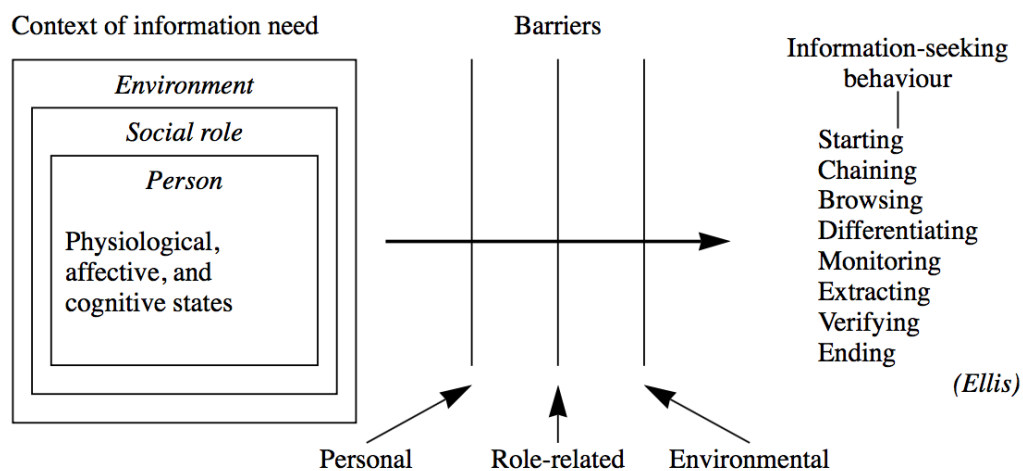 Context of information need
Barriers
Information-seeking
behaviour
Environment
Social role
Person
Physiological,
affective, and
cognitive states
Starting
Chaining
Browsing
Differentiating
Monitoring
Extracting
Verifying
Ending
(Ellis)
Personal
Role-related
Environmental